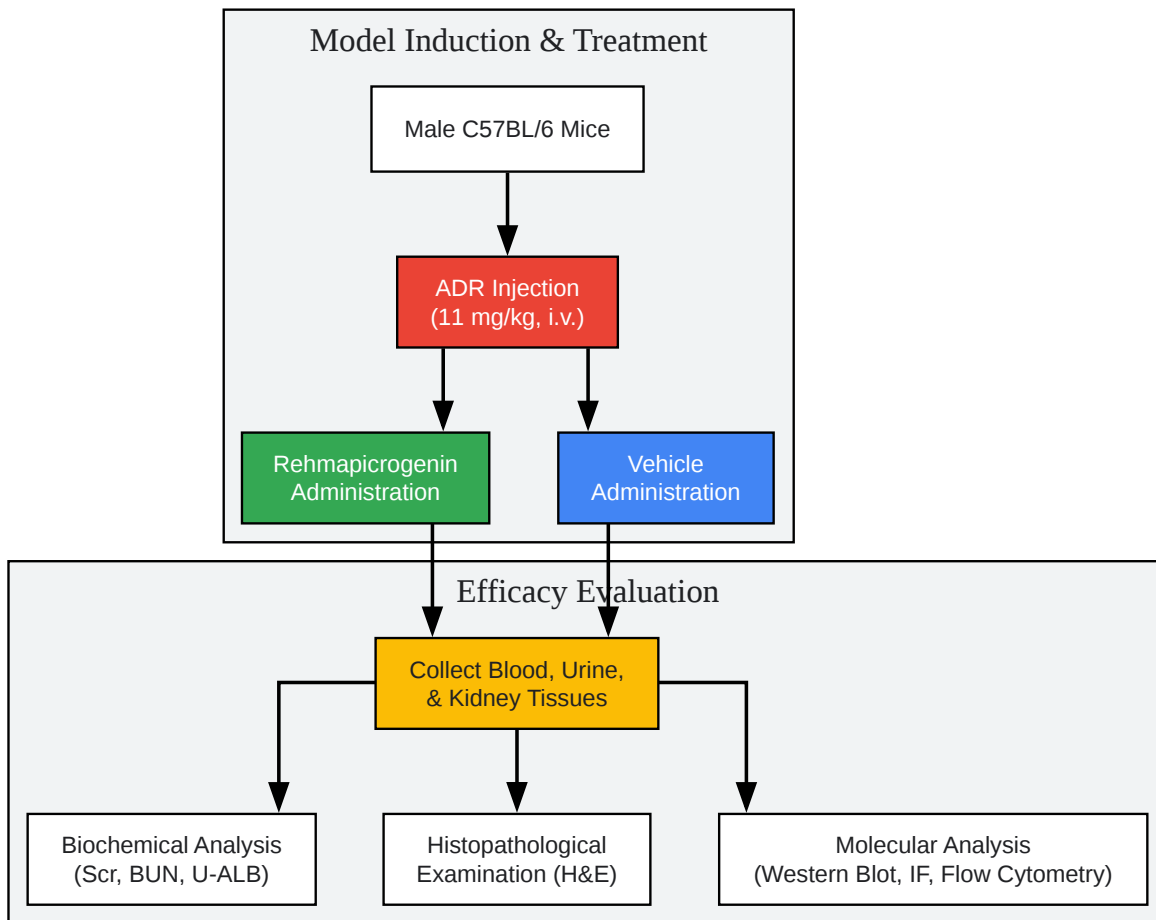 Model Induction & Treatment
Male C57BL/6 Mice
ADR Injection
(11 mg/kg, i.v.)
Rehmapicrogenin
Administration
Vehicle
Administration
Efficacy Evaluation
Collect Blood, Urine,
& Kidney Tissues
Biochemical Analysis
(Scr, BUN, U-ALB)
Histopathological
Examination (H&E)
Molecular Analysis
(Western Blot, IF, Flow Cytometry)